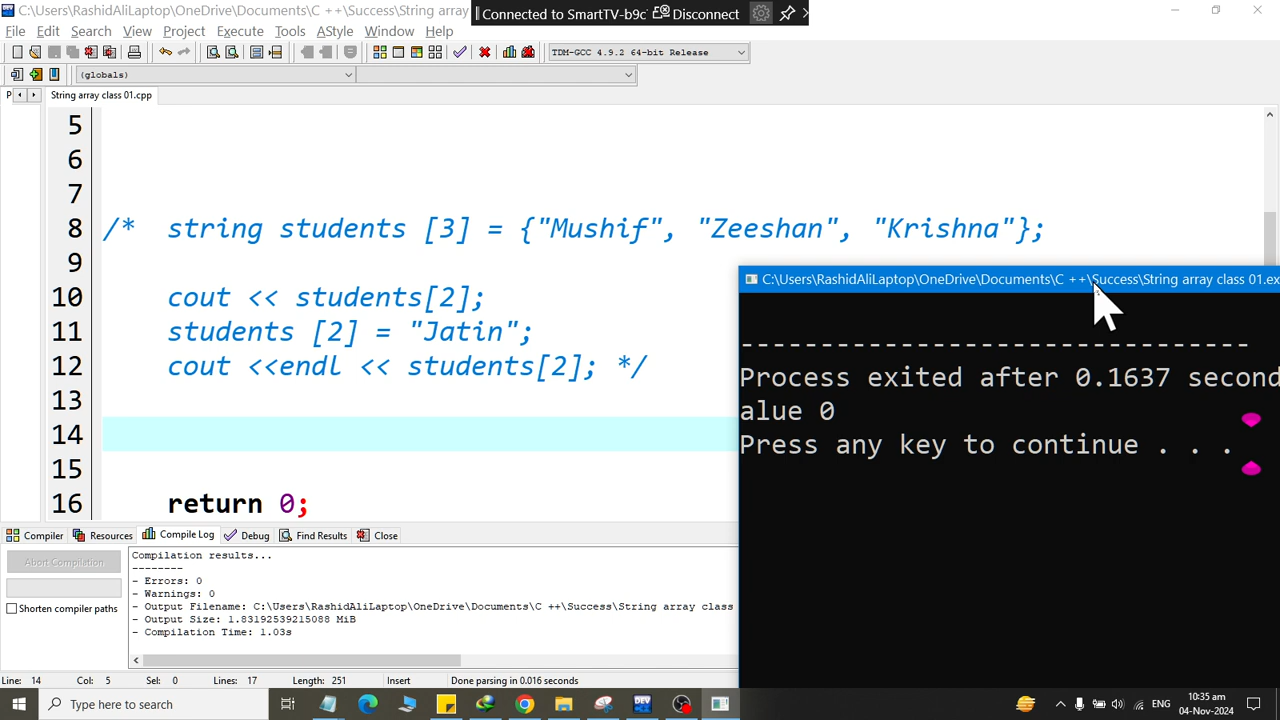 C:\Users\RashidAliLaptop\OneDrive\Documents\C ++\Success\String array
Connected to SmartTV-b9c Disconnect
File Edit Search View Project Execute Tools AStyle Window Help
TDM-GCC 4.9.2 64-bit Release
(globals)
P String array class 01.cpp
5
6
7
8 /* string students [3] = {"Mushif", "Zeeshan", "Krishna"};
9
10 cout << students[2];
11 students [2] = "Jatin";
12 cout <<endl << students[2]; */
13
14
15
16 return 0;
C:\Users\RashidAliLaptop\OneDrive\Documents\C ++\Success\String array class 01.ex
--------------------------------
Process exited after 0.1637 second
alue 0
Press any key to continue . . .
Compiler Resources Compile Log Debug Find Results Close
Abort Compilation
Shorten compiler paths
Compilation results...
--------
- Errors: 0
- Warnings: 0
- Output Filename: C:\Users\RashidAliLaptop\OneDrive\Documents\C ++\Success\String array class
- Output Size: 1.83192539215088 MiB
- Compilation Time: 1.03s
Line: 14 Col: 5 Sel: 0 Lines: 17 Length: 251 Insert Done parsing in 0.016 seconds
Type here to search
DEV
ENG
10:35 am
04-Nov-2024